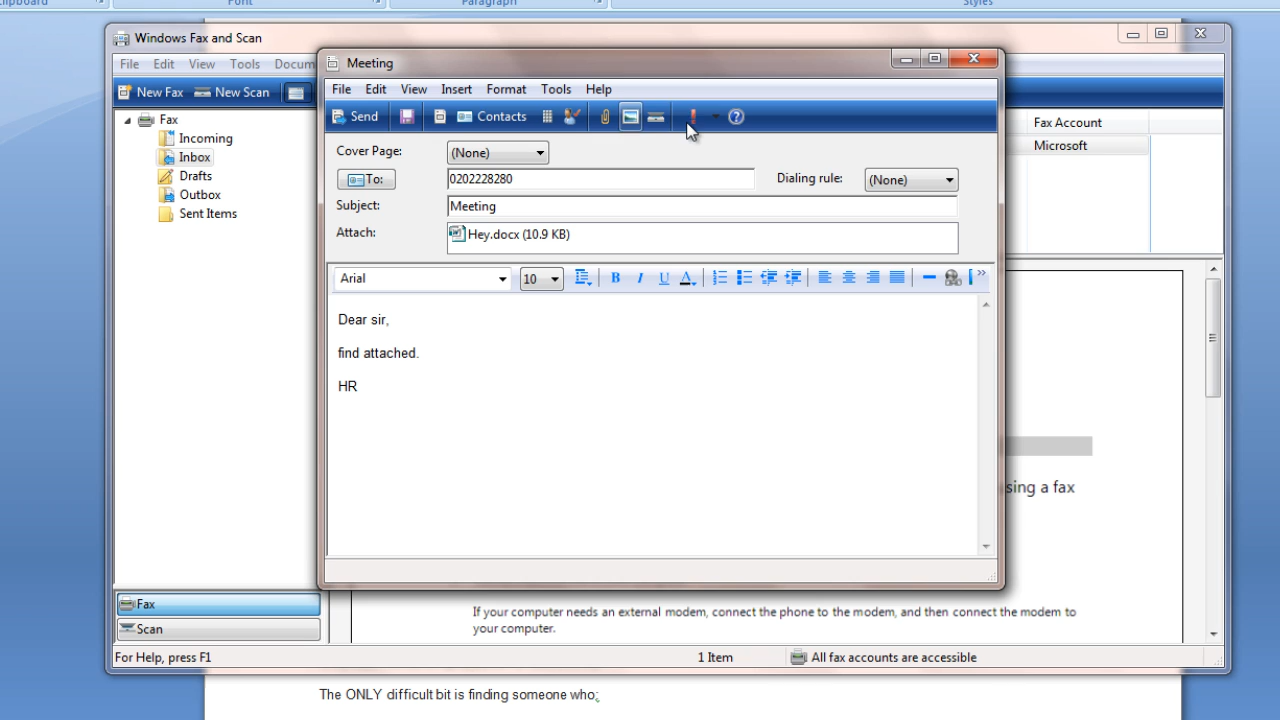 Font
Paragraph
Styles
Windows Fax and Scan
File Edit View Tools
New Fax New Scan
Fax
Incoming
Inbox
Drafts
Outbox
Sent Items
Fax
Scan
For Help, press F1
1 Item
All fax accounts are accessible
Fax Account
Microsoft
Meeting
File Edit View Insert Format Tools Help
Send Contacts
Cover Page: (None)
To: 0202228280 Dialing rule: (None)
Subject: Meeting
Attach: Hey.docx (10.9 KB)
Arial 10 B I U A
Dear sir,
find attached.
HR
a fax
If your computer needs an external modem, connect the phone to the modem, and then connect the modem to
your computer.
The ONLY difficult bit is finding someone who;